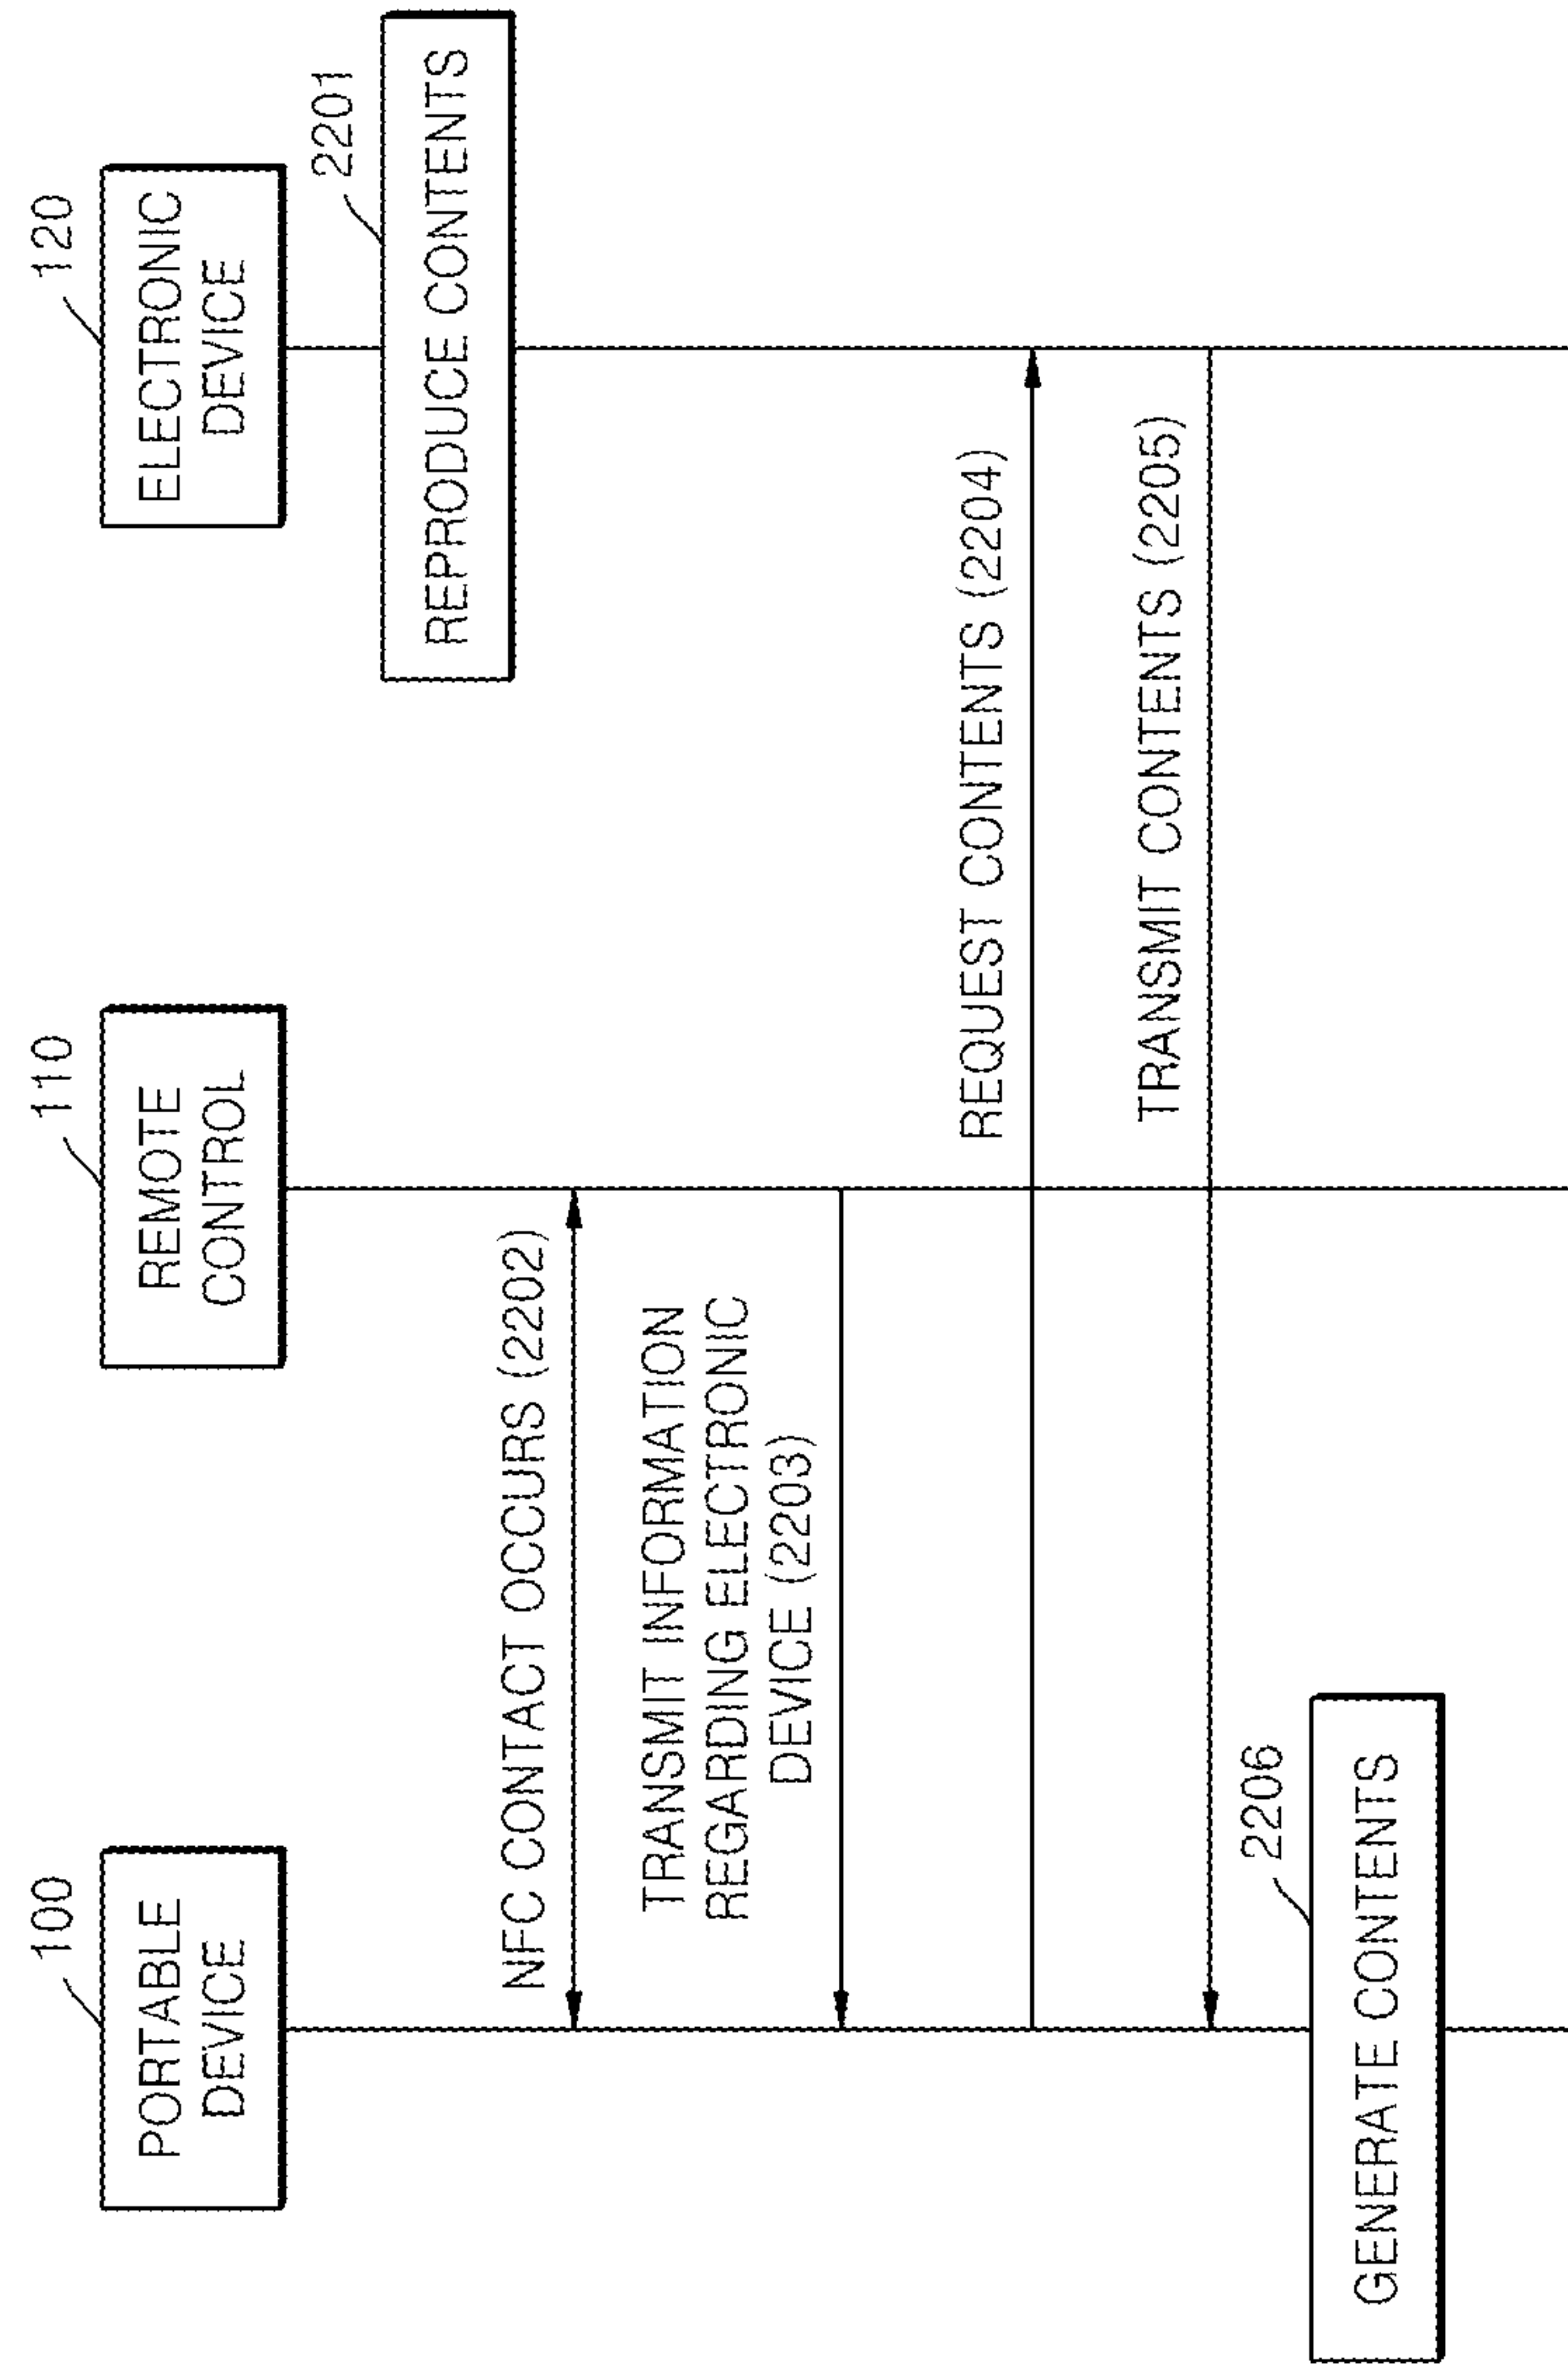 100
PORTABLE
DEVICE
110
REMOTE
CONTROL
120
ELECTRONIC
DEVICE
2201
REPRODUCE CONTENTS
NFC CONTACT OCCURS (2202)
TRANSMIT INFORMATION
REGARDING ELECTRONIC
DEVICE (2203)
REQUEST CONTENTS (2204)
TRANSMIT CONTENTS (2205)
2206
GENERATE CONTENTS